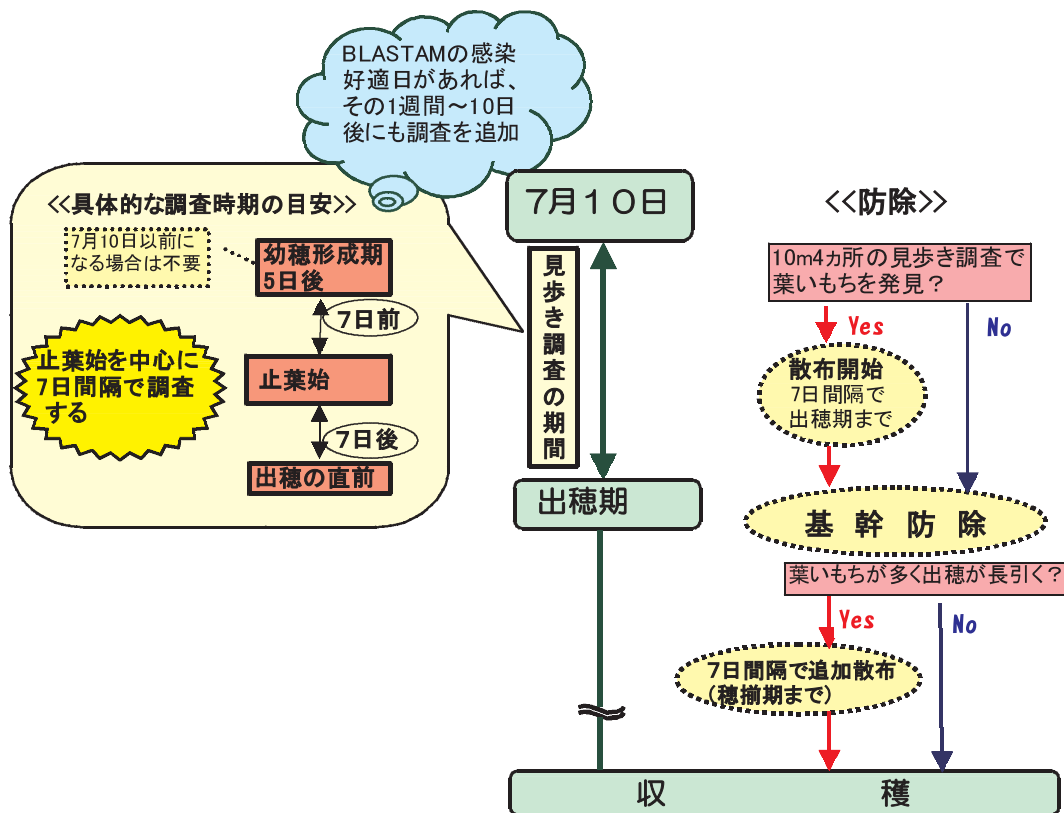 BLASTAMの感染
好適日があれば、
その1週間～10日
後にも調査を追加
≪具体的な調査時期の目安≫
7月10日以前に
なる場合は不要
幼穂形成期
5日後
7日前
止葉始を中心に
7日間隔で調査
する
止葉始
7日後
出穂の直前
7月１０日
見歩き調査の期間
出穂期
≪防除≫
10m4ヵ所の見歩き調査で
葉いもちを発見？
Yes
No
散布開始
7日間隔で
出穂期まで
基幹防除
葉いもちが多く出穂が長引く？
Yes
No
7日間隔で追加散布
(穂揃期まで)
収穫